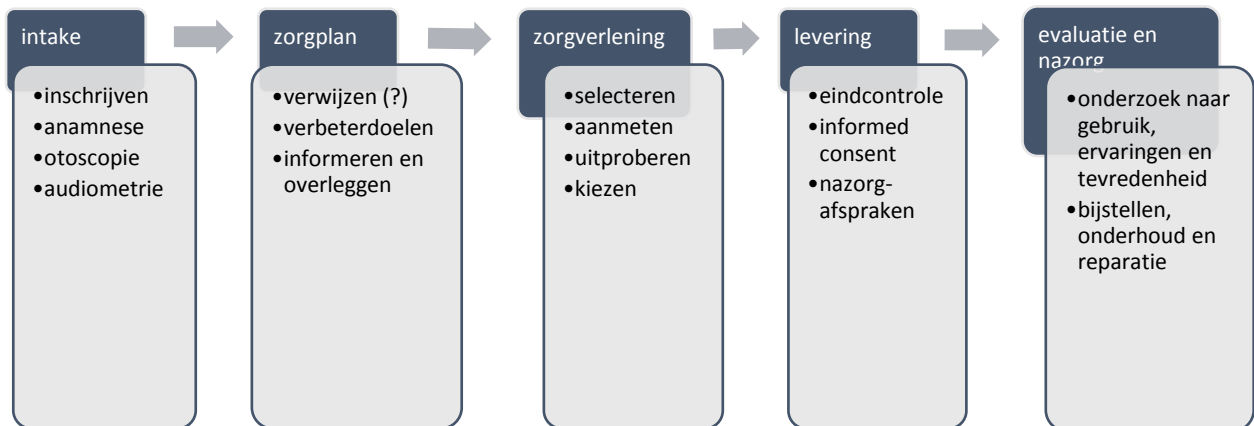 intake
•inschrijven
•anamnese
•otoscopie
•audiometrie
zorgplan
•verwijzen (?)
•verbeterdoelen
•informeren en
overleggen
zorgverlening
•selecteren
•aanmeten
•uitproberen
•kiezen
levering
•eindcontrole
•informed
consent
•nazorg-
afspraken
evaluatie en
nazorg
•onderzoek naar
gebruik,
ervaringen en
tevredenheid
•bijstellen,
onderhoud en
reparatie